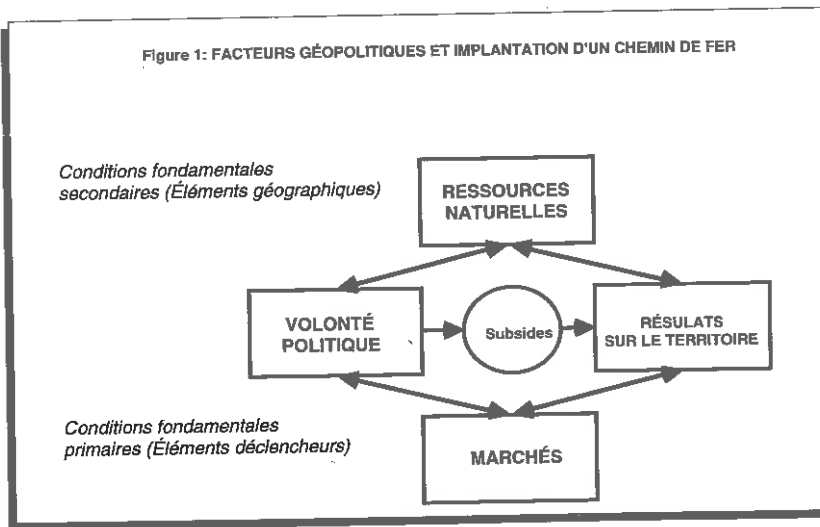 Figure 1: FACTEURS GÉOPOLITIQUES ET IMPLANTATION D'UN CHEMIN DE FER
Conditions fondamentales
secondaires (Éléments géographiques)
RESSOURCES
NATURELLES
VOLONTÉ
POLITIQUE
Subsides
RÉSULATS
SUR LE TERRITOIRE
Conditions fondamentales
primaires (Éléments déclencheurs)
MARCHÉS